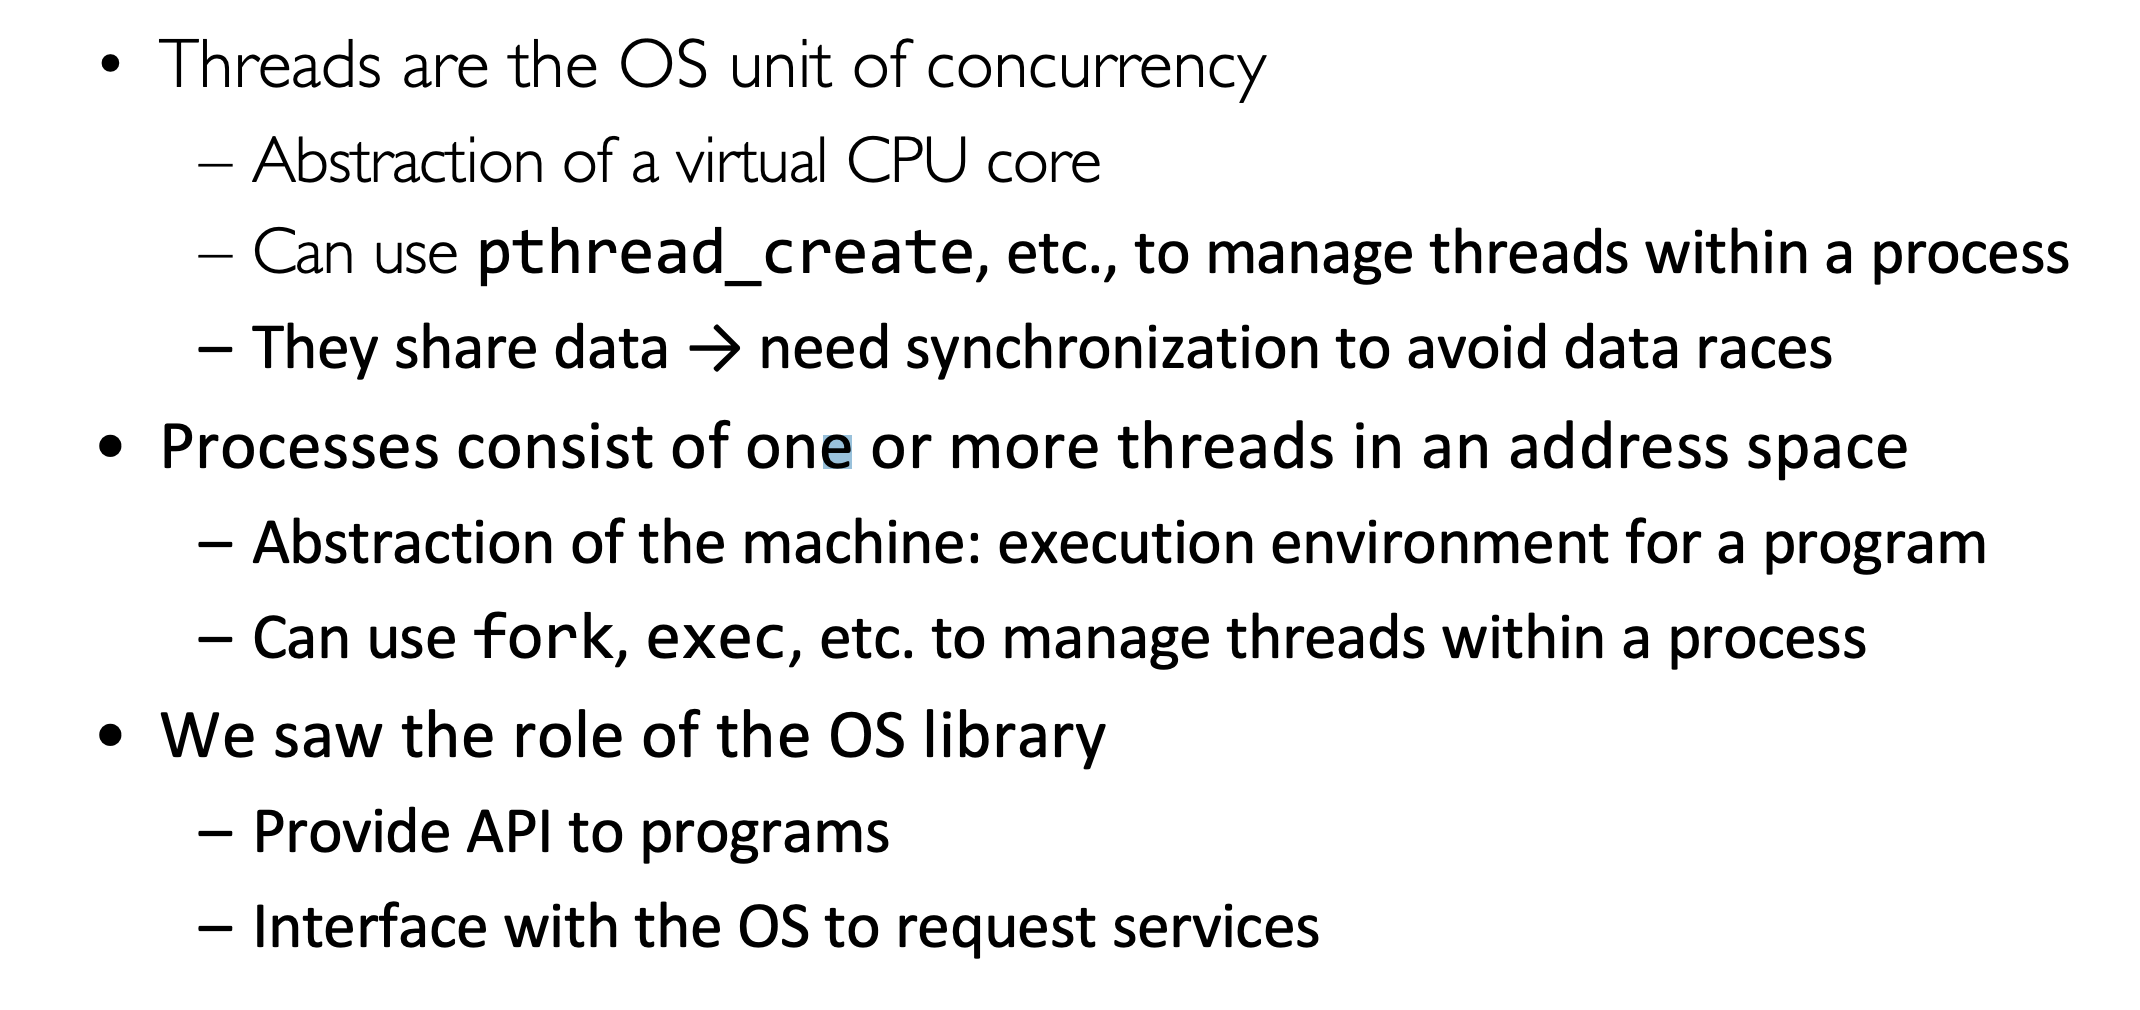 • Threads are the OS unit of concurrency
– Abstraction of a virtual CPU core
– Can use pthread_create, etc., to manage threads within a process
– They share data → need synchronization to avoid data races
• Processes consist of one or more threads in an address space
– Abstraction of the machine: execution environment for a program
– Can use fork, exec, etc. to manage threads within a process
• We saw the role of the OS library
– Provide API to programs
– Interface with the OS to request services